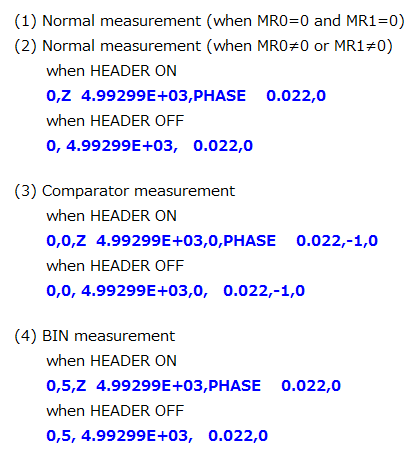 (1) Normal measurement (when MR0=0 and MR1=0)
(2) Normal measurement (when MR0≠0 or MR1≠0)
when HEADER ON
0,Z  4.99299E+03,PHASE    0.022,0
when HEADER OFF
0, 4.99299E+03,   0.022,0
(3) Comparator measurement
when HEADER ON
0,0,Z  4.99299E+03,0,PHASE    0.022,-1,0
when HEADER OFF
0,0, 4.99299E+03,0,   0.022,-1,0
(4) BIN measurement
when HEADER ON
0,5,Z  4.99299E+03,PHASE    0.022,0
when HEADER OFF
0,5, 4.99299E+03,   0.022,0